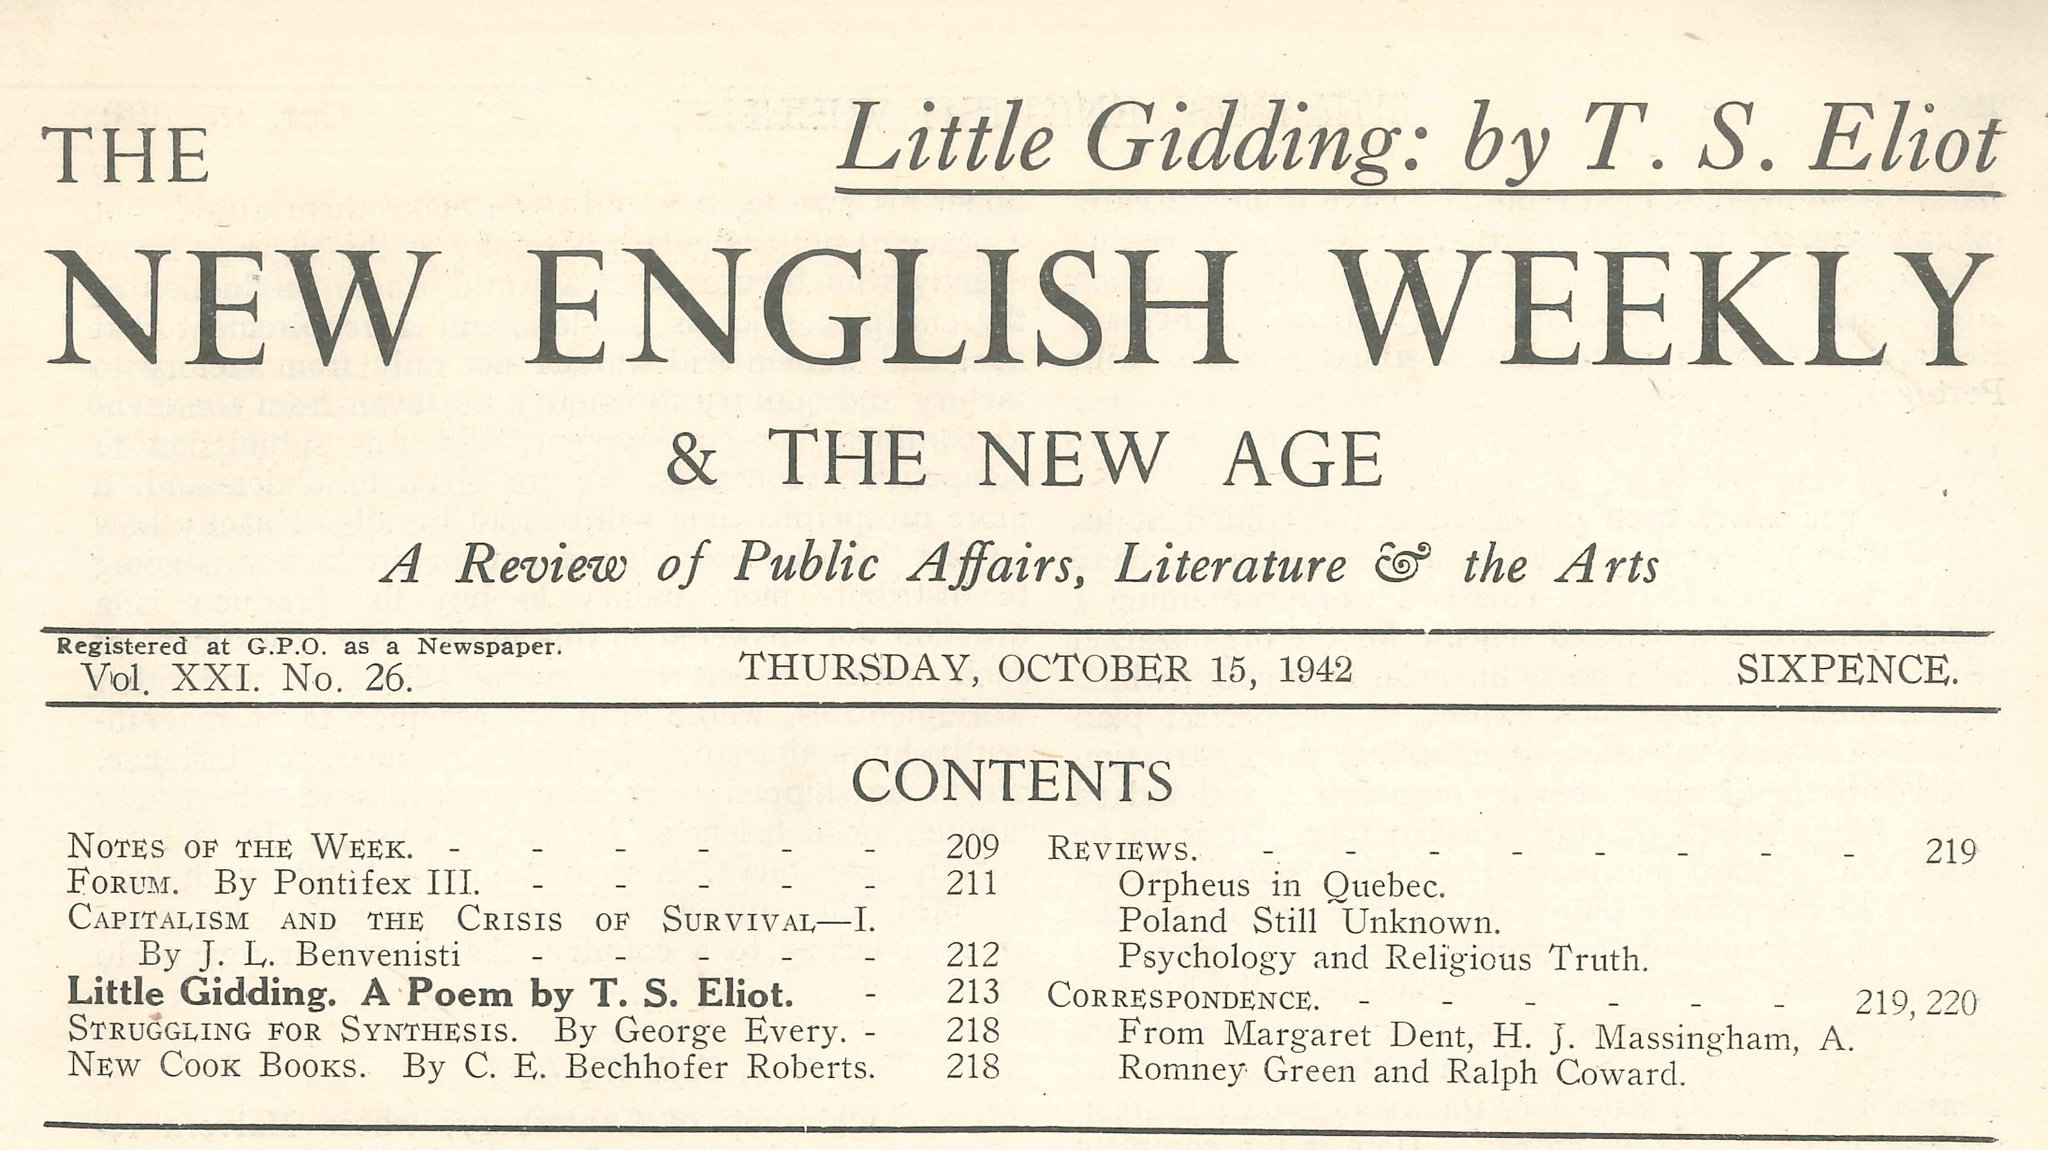 THE
Little Gidding: by T. S. Eliot
NEW ENGLISH WEEKLY
& THE NEW AGE
A Review of Public Affairs, Literature & the Arts
Registered at G.P.O. as a Newspaper.
Vol. XXI. No. 26.
THURSDAY, OCTOBER 15, 1942
SIXPENCE.
CONTENTS
NOTES OF THE WEEK. - - - - - - 209
FORUM. By Pontifex III. - - - - - 211
CAPITALISM AND THE CRISIS OF SURVIVAL—I.
By J. L. Benvenisti - - - - - 212
Little Gidding. A Poem by T. S. Eliot. - 213
STRUGGLING FOR SYNTHESIS. By George Every. - 218
NEW COOK BOOKS. By C. E. Bechhofer Roberts. 218
REVIEWS. - - - - - - - - 219
Orpheus in Quebec.
Poland Still Unknown.
Psychology and Religious Truth.
CORRESPONDENCE. - - - - - - 219, 220
From Margaret Dent, H. J. Massingham, A.
Romney Green and Ralph Coward.